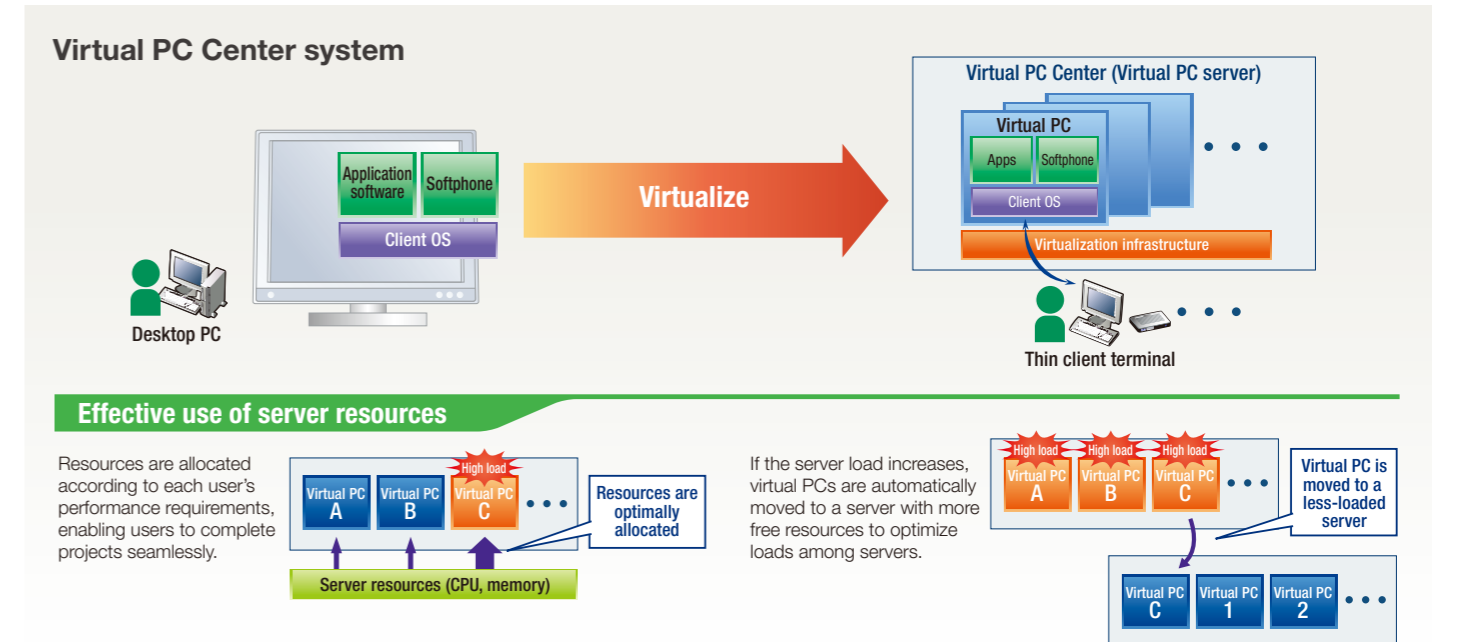 Virtual PC Center system
Application
software
Softphone
Client OS
Desktop PC
Virtualize
Virtual PC Center (Virtual PC server)
Virtual PC
Apps
Softphone
Client OS
Virtualization infrastructure
Thin client terminal
Effective use of server resources
Resources are allocated
according to each user's
performance requirements,
enabling users to complete
projects seamlessly.
Virtual PC
A
Virtual PC
B
High load
Virtual PC
C
Resources are
optimally
allocated
Server resources (CPU, memory)
If the server load increases,
virtual PCs are automatically
moved to a server with more
free resources to optimize
loads among servers.
High load
Virtual PC
A
High load
Virtual PC
B
High load
Virtual PC
C
Virtual PC is
moved to a
less-loaded
server
Virtual PC
C
Virtual PC
1
Virtual PC
2